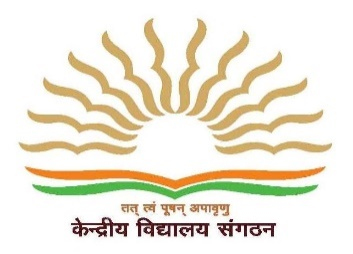 तत् त्वं पूषन् अपावृणु
केन्द्रीय विद्यालय संगठन